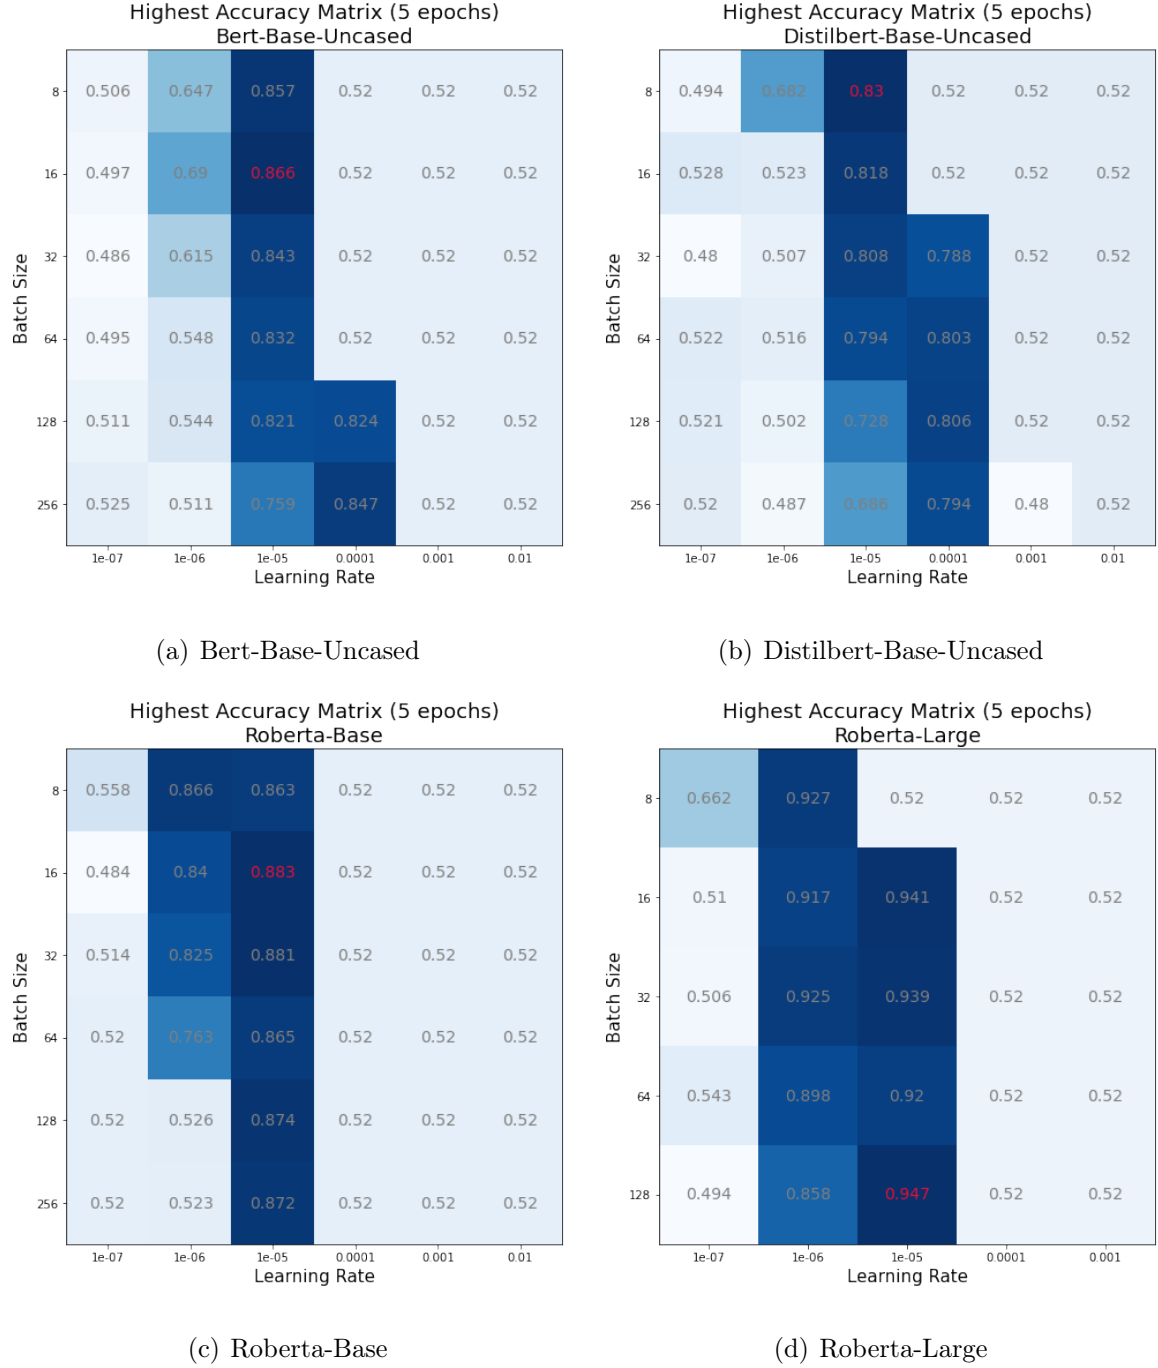 Highest Accuracy Matrix (5 epochs)
Bert-Base-Uncased
8 0.506 0.647 0.857 0.52 0.52 0.52
16 0.497 0.69 0.866 0.52 0.52 0.52
32 0.486 0.615 0.843 0.52 0.52 0.52
64 0.495 0.548 0.832 0.52 0.52 0.52
128 0.511 0.544 0.821 0.824 0.52 0.52
256 0.525 0.511 0.759 0.847 0.52 0.52
Batch Size
1e-07 1e-06 1e-05 0.0001 0.001 0.01
Learning Rate
(a) Bert-Base-Uncased
Highest Accuracy Matrix (5 epochs)
Distilbert-Base-Uncased
8 0.494 0.682 0.83 0.52 0.52 0.52
16 0.528 0.523 0.818 0.52 0.52 0.52
32 0.48 0.507 0.808 0.788 0.52 0.52
64 0.522 0.516 0.794 0.803 0.52 0.52
128 0.521 0.502 0.728 0.806 0.52 0.52
256 0.52 0.487 0.686 0.794 0.48 0.52
Batch Size
1e-07 1e-06 1e-05 0.0001 0.001 0.01
Learning Rate
(b) Distilbert-Base-Uncased
Highest Accuracy Matrix (5 epochs)
Roberta-Base
8 0.558 0.866 0.863 0.52 0.52 0.52
16 0.484 0.84 0.883 0.52 0.52 0.52
32 0.514 0.825 0.881 0.52 0.52 0.52
64 0.52 0.763 0.865 0.52 0.52 0.52
128 0.52 0.526 0.874 0.52 0.52 0.52
256 0.52 0.523 0.872 0.52 0.52 0.52
Batch Size
1e-07 1e-06 1e-05 0.0001 0.001 0.01
Learning Rate
(c) Roberta-Base
Highest Accuracy Matrix (5 epochs)
Roberta-Large
8 0.662 0.927 0.52 0.52 0.52
16 0.51 0.917 0.941 0.52 0.52
32 0.506 0.925 0.939 0.52 0.52
64 0.543 0.898 0.92 0.52 0.52
128 0.494 0.858 0.947 0.52 0.52
Batch Size
1e-07 1e-06 1e-05 0.0001 0.001
Learning Rate
(d) Roberta-Large